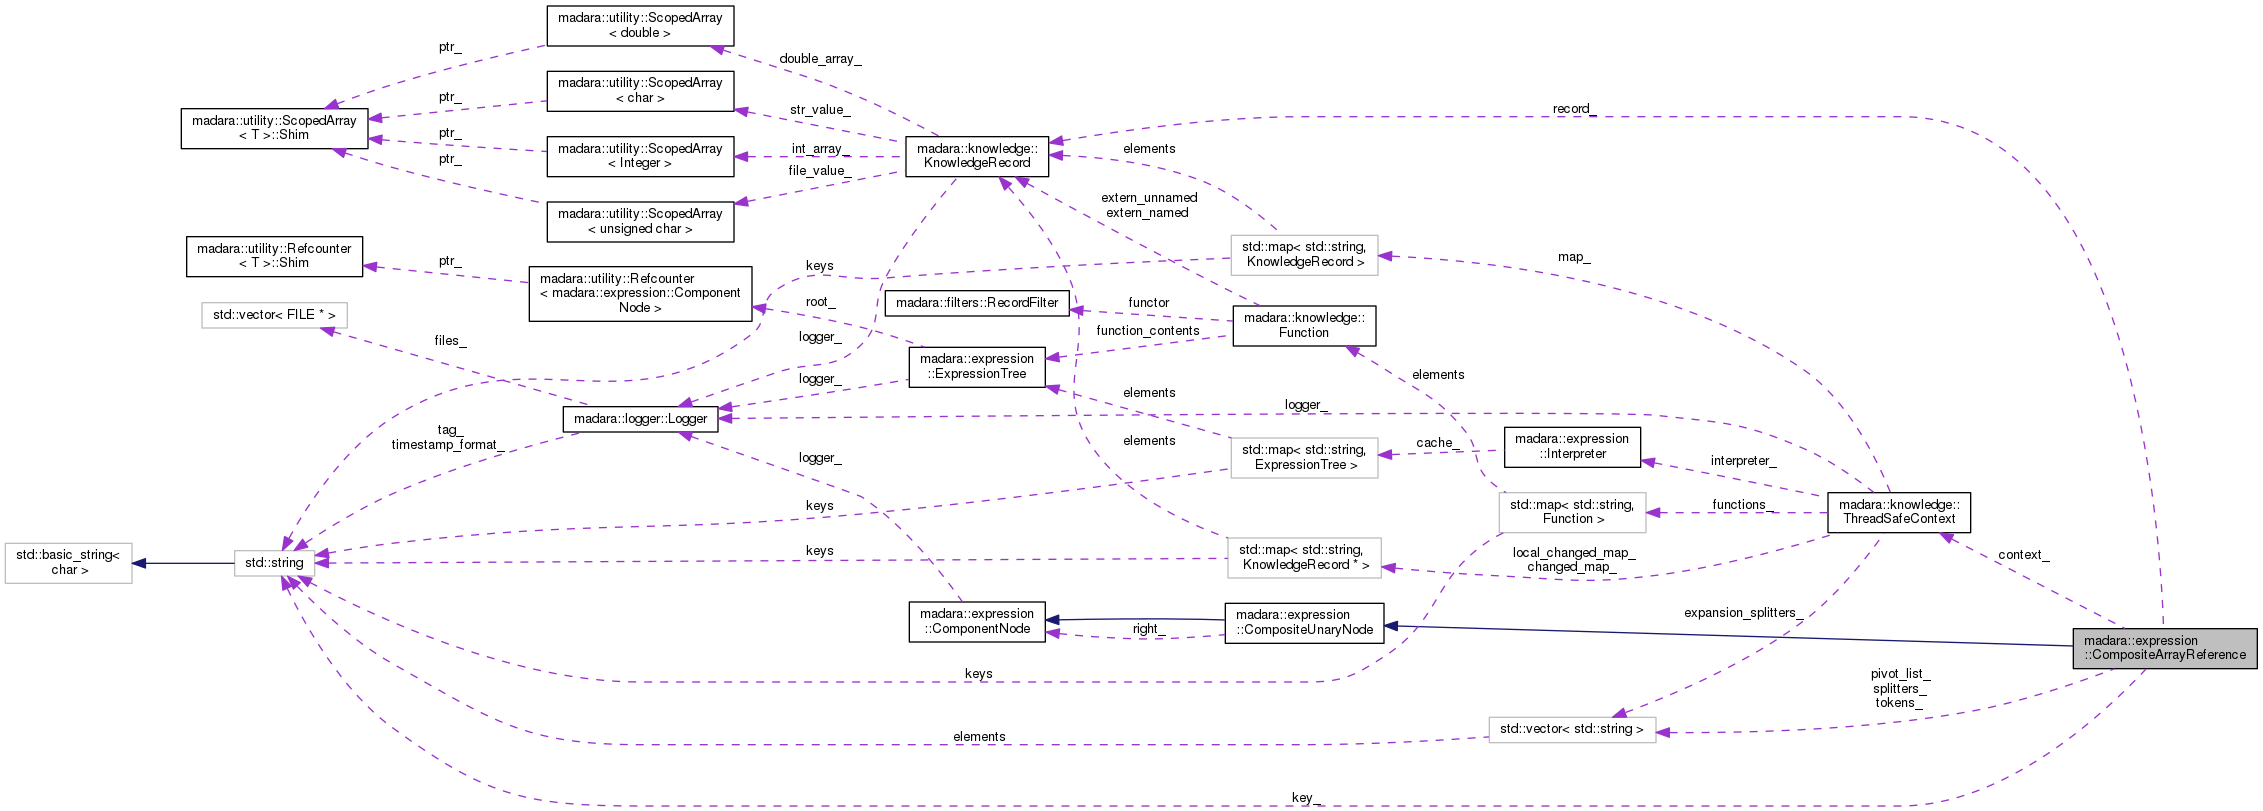 madara::utility::ScopedArray
< double >
ptr_
double_array_
madara::utility::ScopedArray
< char >
ptr_
str_value_
record_
madara::utility::ScopedArray
< T >::Shim
ptr_
madara::utility::ScopedArray
< Integer >
int_array_
madara::knowledge::
KnowledgeRecord
elements
ptr_
file_value_
madara::utility::ScopedArray
< unsigned char >
extern_unnamed
extern_named
madara::utility::Refcounter
< T >::Shim
ptr_
madara::utility::Refcounter
< madara::expression::Component
Node >
keys
std::map< std::string,
KnowledgeRecord >
map_
root_
madara::filters::RecordFilter
functor
madara::knowledge::
Function
std::vector< FILE * >
files_
logger_
function_contents
madara::expression
::ExpressionTree
logger_
elements
elements
madara::logger::Logger
logger_
tag_
timestamp_format_
elements
std::map< std::string,
ExpressionTree >
cache_
madara::expression
::Interpreter
interpreter_
logger_
keys
std::map< std::string,
Function >
functions_
madara::knowledge::
ThreadSafeContext
std::basic_string<
char >
std::string
keys
std::map< std::string,
KnowledgeRecord * >
local_changed_map_
changed_map_
context_
madara::expression
::ComponentNode
right_
madara::expression
::CompositeUnaryNode
expansion_splitters_
madara::expression
::CompositeArrayReference
keys
pivot_list_
splitters_
tokens_
elements
std::vector< std::string >
key_